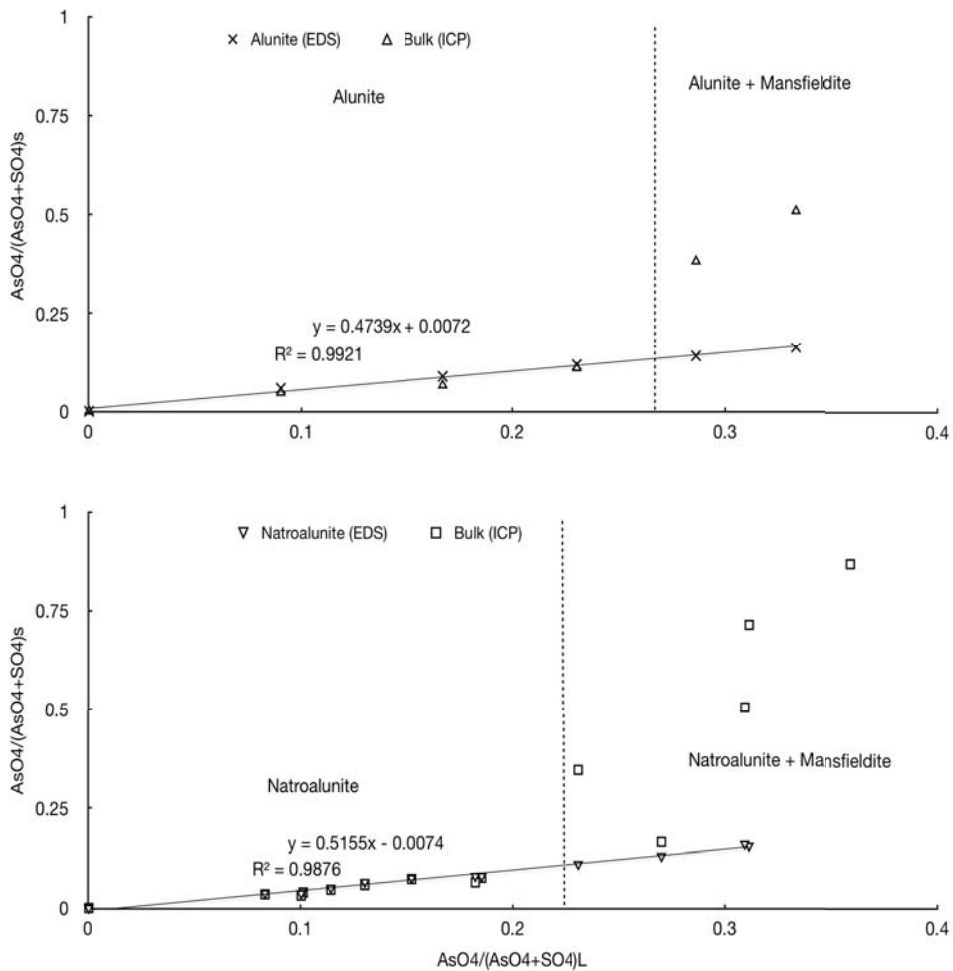 1
× Alunite (EDS) △ Bulk (ICP)
Alunite
Alunite + Mansfieldite
0.75
AsO4/(AsO4+SO4)s
0.5
0.25
y = 0.4739x + 0.0072
R² = 0.9921
0
0 0.1 0.2 0.3 0.4
1
▽ Natroalunite (EDS) □ Bulk (ICP)
0.75
AsO4/(AsO4+SO4)s
0.5
Natroalunite + Mansfieldite
Natroalunite
0.25
y = 0.5155x - 0.0074
R² = 0.9876
0
0 0.1 0.2 0.3 0.4
AsO4/(AsO4+SO4)L